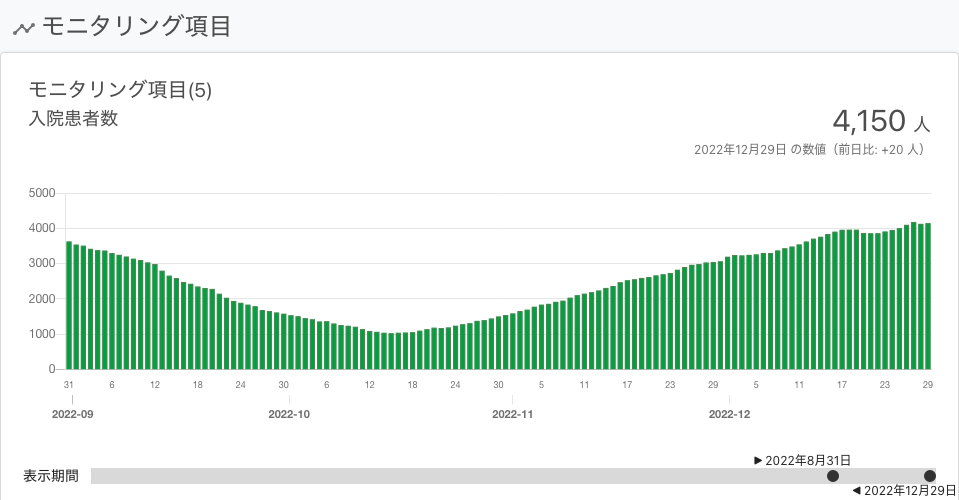 モニタリング項目
モニタリング項目(5)
入院患者数
4,150 人
2022年12月29日 の数値（前日比: +20 人）
5000
4000
3000
2000
1000
0
31 6 12 18 24 30 6 12 18 24 30 5 11 17 23 29 5 11 17 23 29
2022-09 2022-10 2022-11 2022-12
▶ 2022年8月31日
表示期間
◀ 2022年12月29日